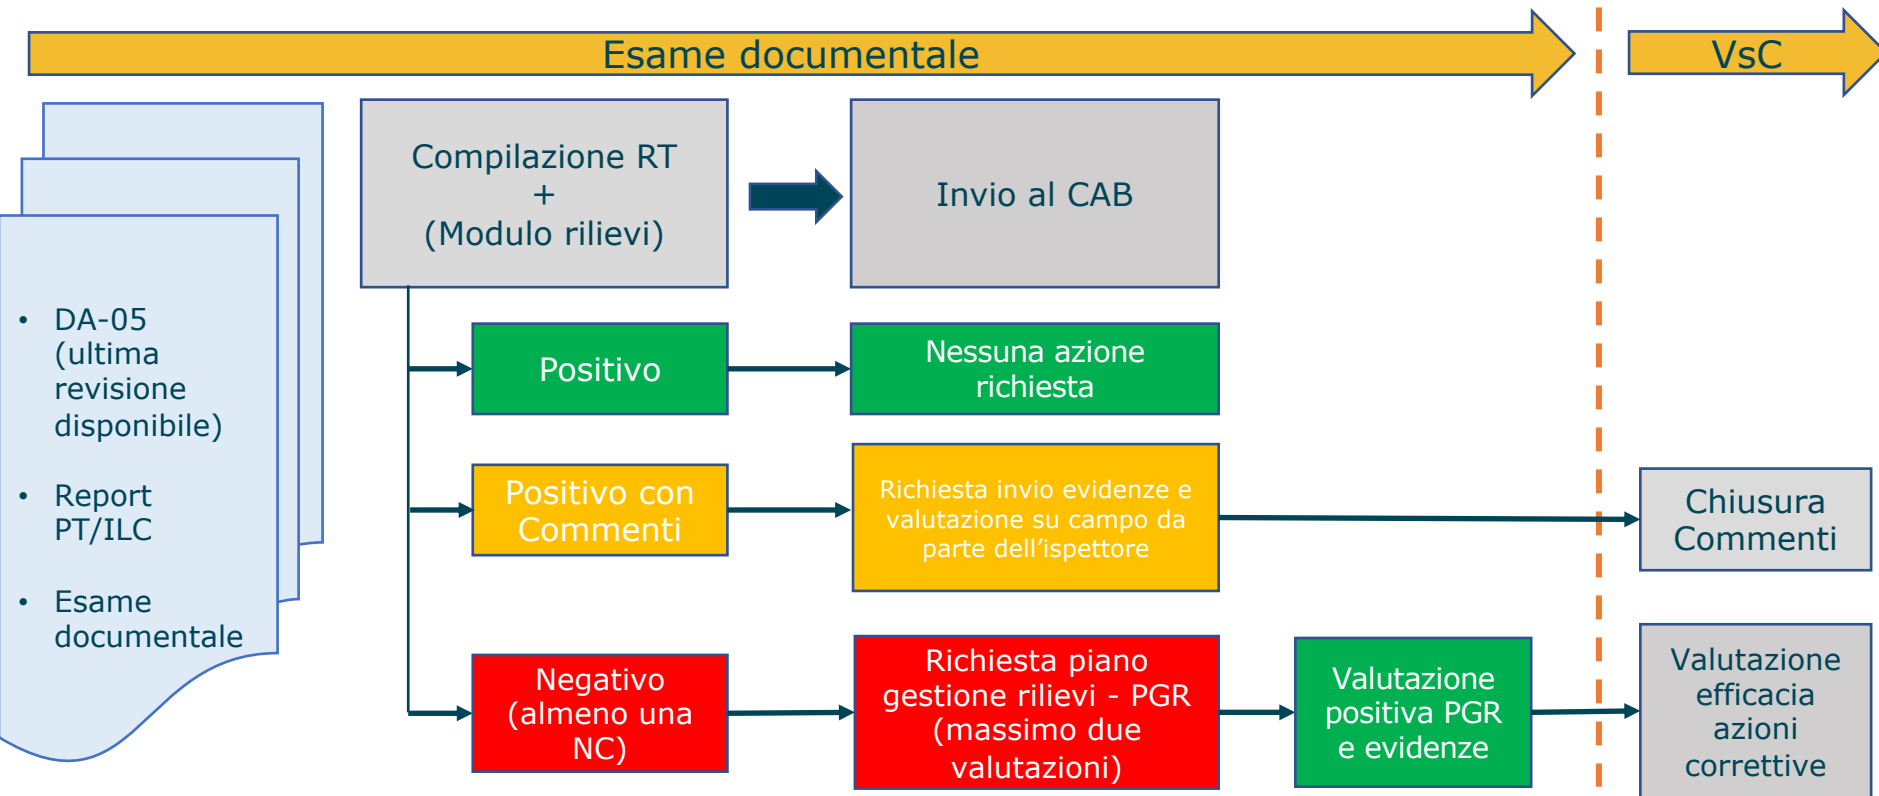 Esame documentale
VsC
• DA-05
(ultima
revisione
disponibile)
• Report
PT/ILC
• Esame
documentale
Compilazione RT
+
(Modulo rilievi)
Invio al CAB
Positivo
Nessuna azione
richiesta
Positivo con
Commenti
Richiesta invio evidenze e
valutazione su campo da
parte dell’ispettore
Chiusura
Commenti
Negativo
(almeno una
NC)
Richiesta piano
gestione rilievi - PGR
(massimo due
valutazioni)
Valutazione
positiva PGR
e evidenze
Valutazione
efficacia
azioni
correttive